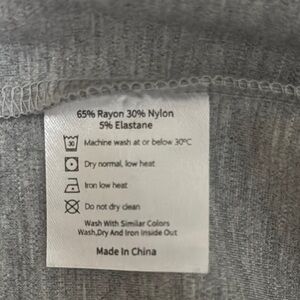 65% Rayon 30% Nylon
5% Elastane
30 Machine wash at or below 30ºC
Dry normal, low heat
Iron low heat
Do not dry clean
Wash With Similar Colors
Wash,Dry And Iron Inside Out
Made In China